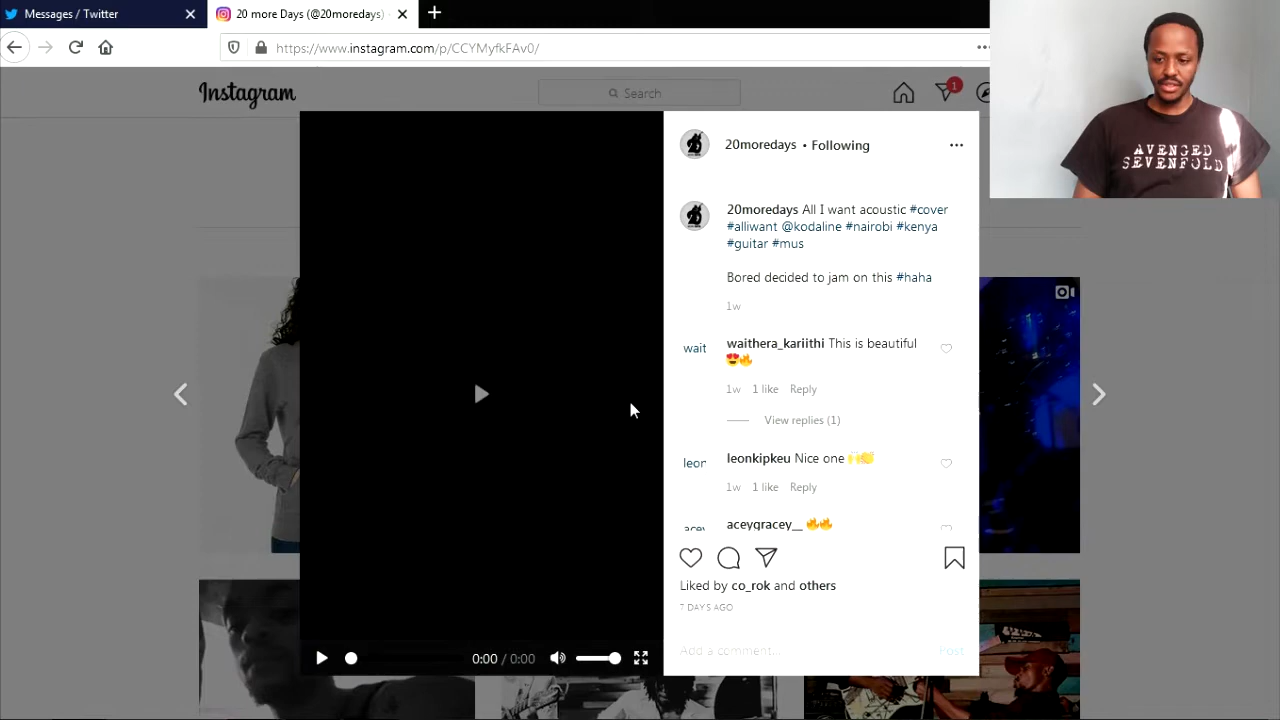 Messages / Twitter
20 more Days (@20moredays)
https://www.instagram.com/p/CCYMyfkFAv0/
Instagram
Search
1
20moredays • Following
20moredays All I want acoustic #cover
#alliwant @kodaline #nairobi #kenya
#guitar #mus
Bored decided to jam on this #haha
1w
wait
waithera_kariithi This is beautiful
😍🔥
1w 1 like Reply
View replies (1)
leor
leonkipkeu Nice one 🙌👏
1w 1 like Reply
acey
aceygracey__ 🔥🔥
Liked by co_rok and others
7 DAYS AGO
Add a comment...
Post
0:00 / 0:00
AVENGED
SEVENFOLD